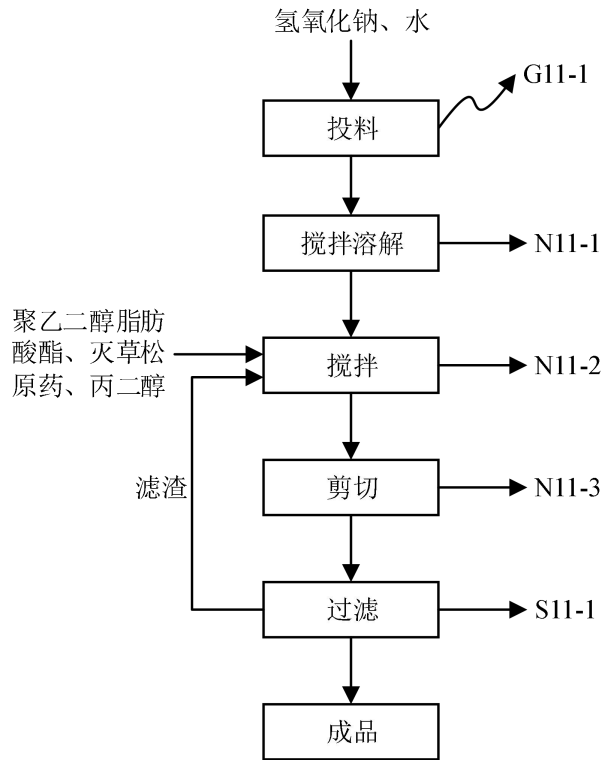 氢氧化钠、水
G11-1
投料
搅拌溶解
N11-1
聚乙二醇脂肪
酸酯、灭草松
原药、丙二醇
搅拌
N11-2
滤渣
剪切
N11-3
过滤
S11-1
成品